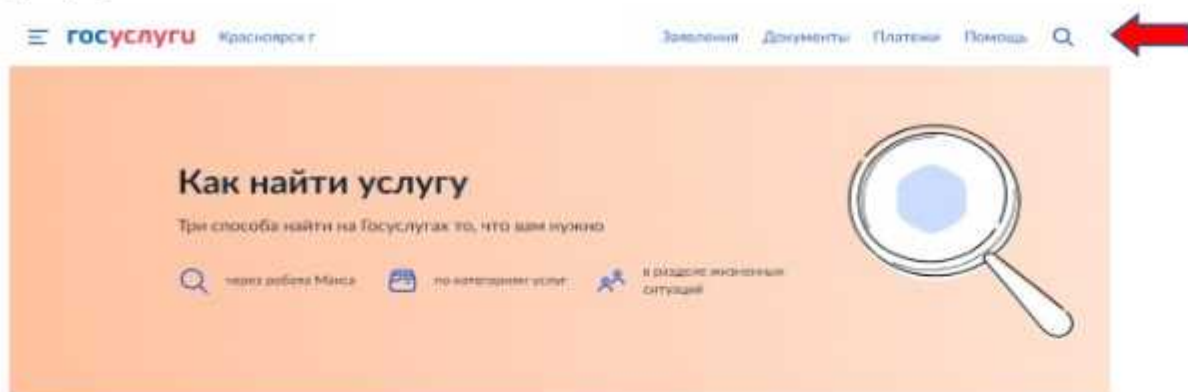 госуслуги Красноярск г Заявления Документы Платежи Помощь
Как найти услугу
Три способа найти на Госуслугах то, что вам нужно
через робота Макса по категориям услуг в разделе жизненных
ситуаций